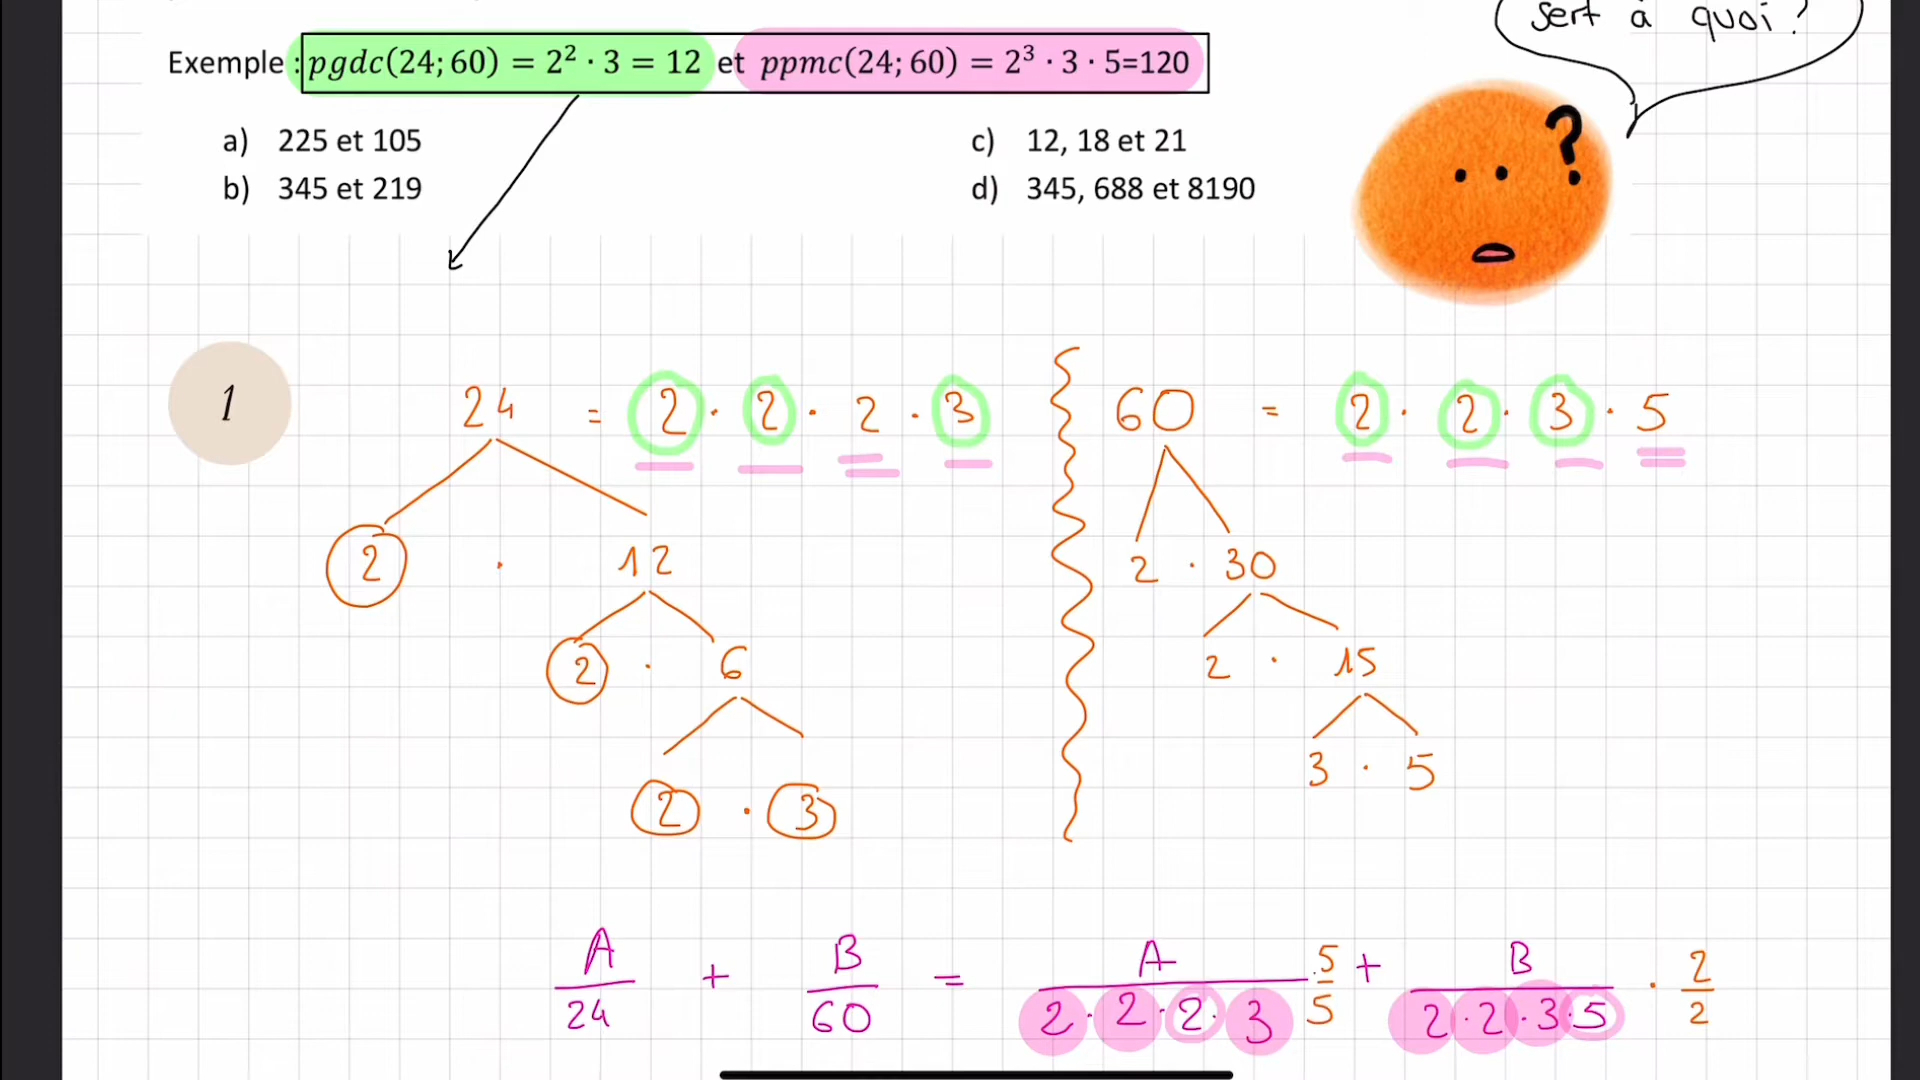 sert à quoi ?
Exemple : pgdc(24; 60) = 2² · 3 = 12 et ppmc(24; 60) = 2³ · 3 · 5=120
a) 225 et 105
c) 12, 18 et 21
b) 345 et 219
d) 345, 688 et 8190
?
1
24 = 2 · 2 · 2 · 3
60 = 2 · 2 · 3 · 5
2 · 12
2 · 30
2 · 6
2 · 15
2 · 3
3 · 5
A/24 + B/60 = A/(2·2·2·3) · 5/5 + B/(2·2·3·5) · 2/2